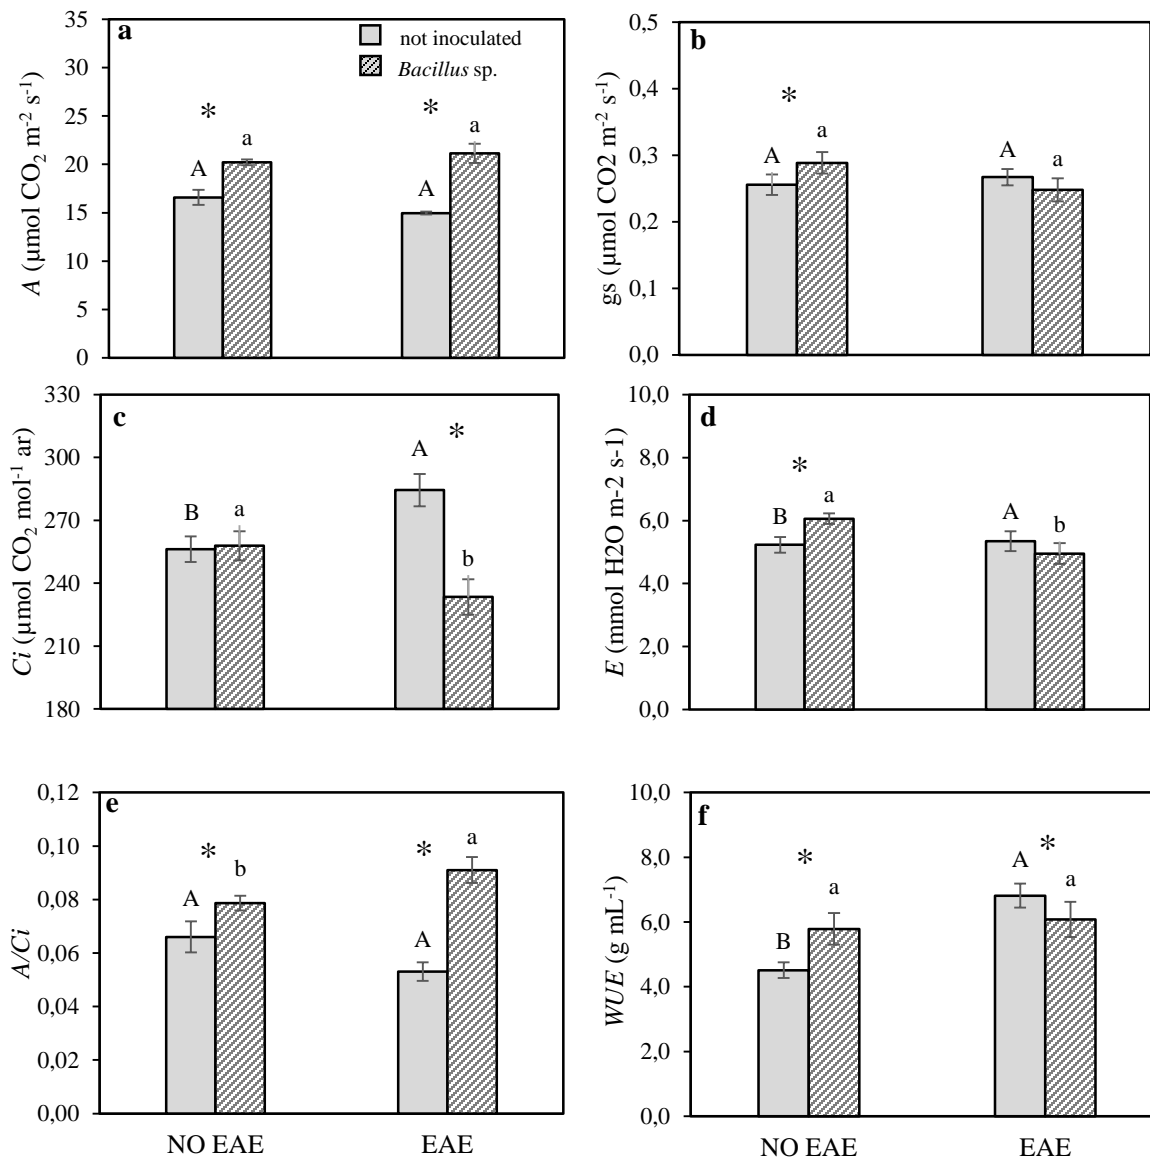 a
not inoculated
Bacillus sp.
A (µmol CO2 m-2 s-1)
35
30
25
20
15
10
5
0
*
*
A
a
A
a
b
gs (µmol CO2 m-2 s-1)
0,5
0,4
0,3
0,2
0,1
0,0
*
A
a
A
a
c
Ci (µmol CO2 mol-1 ar)
330
300
270
240
210
180
*
B
a
A
b
d
E (mmol H2O m-2 s-1)
10,0
8,0
6,0
4,0
2,0
0,0
*
B
a
A
b
e
A/Ci
0,12
0,10
0,08
0,06
0,04
0,02
0,00
*
*
A
b
A
a
NO EAE
EAE
f
WUE (g mL-1)
10,0
8,0
6,0
4,0
2,0
0,0
*
*
B
a
A
a
NO EAE
EAE